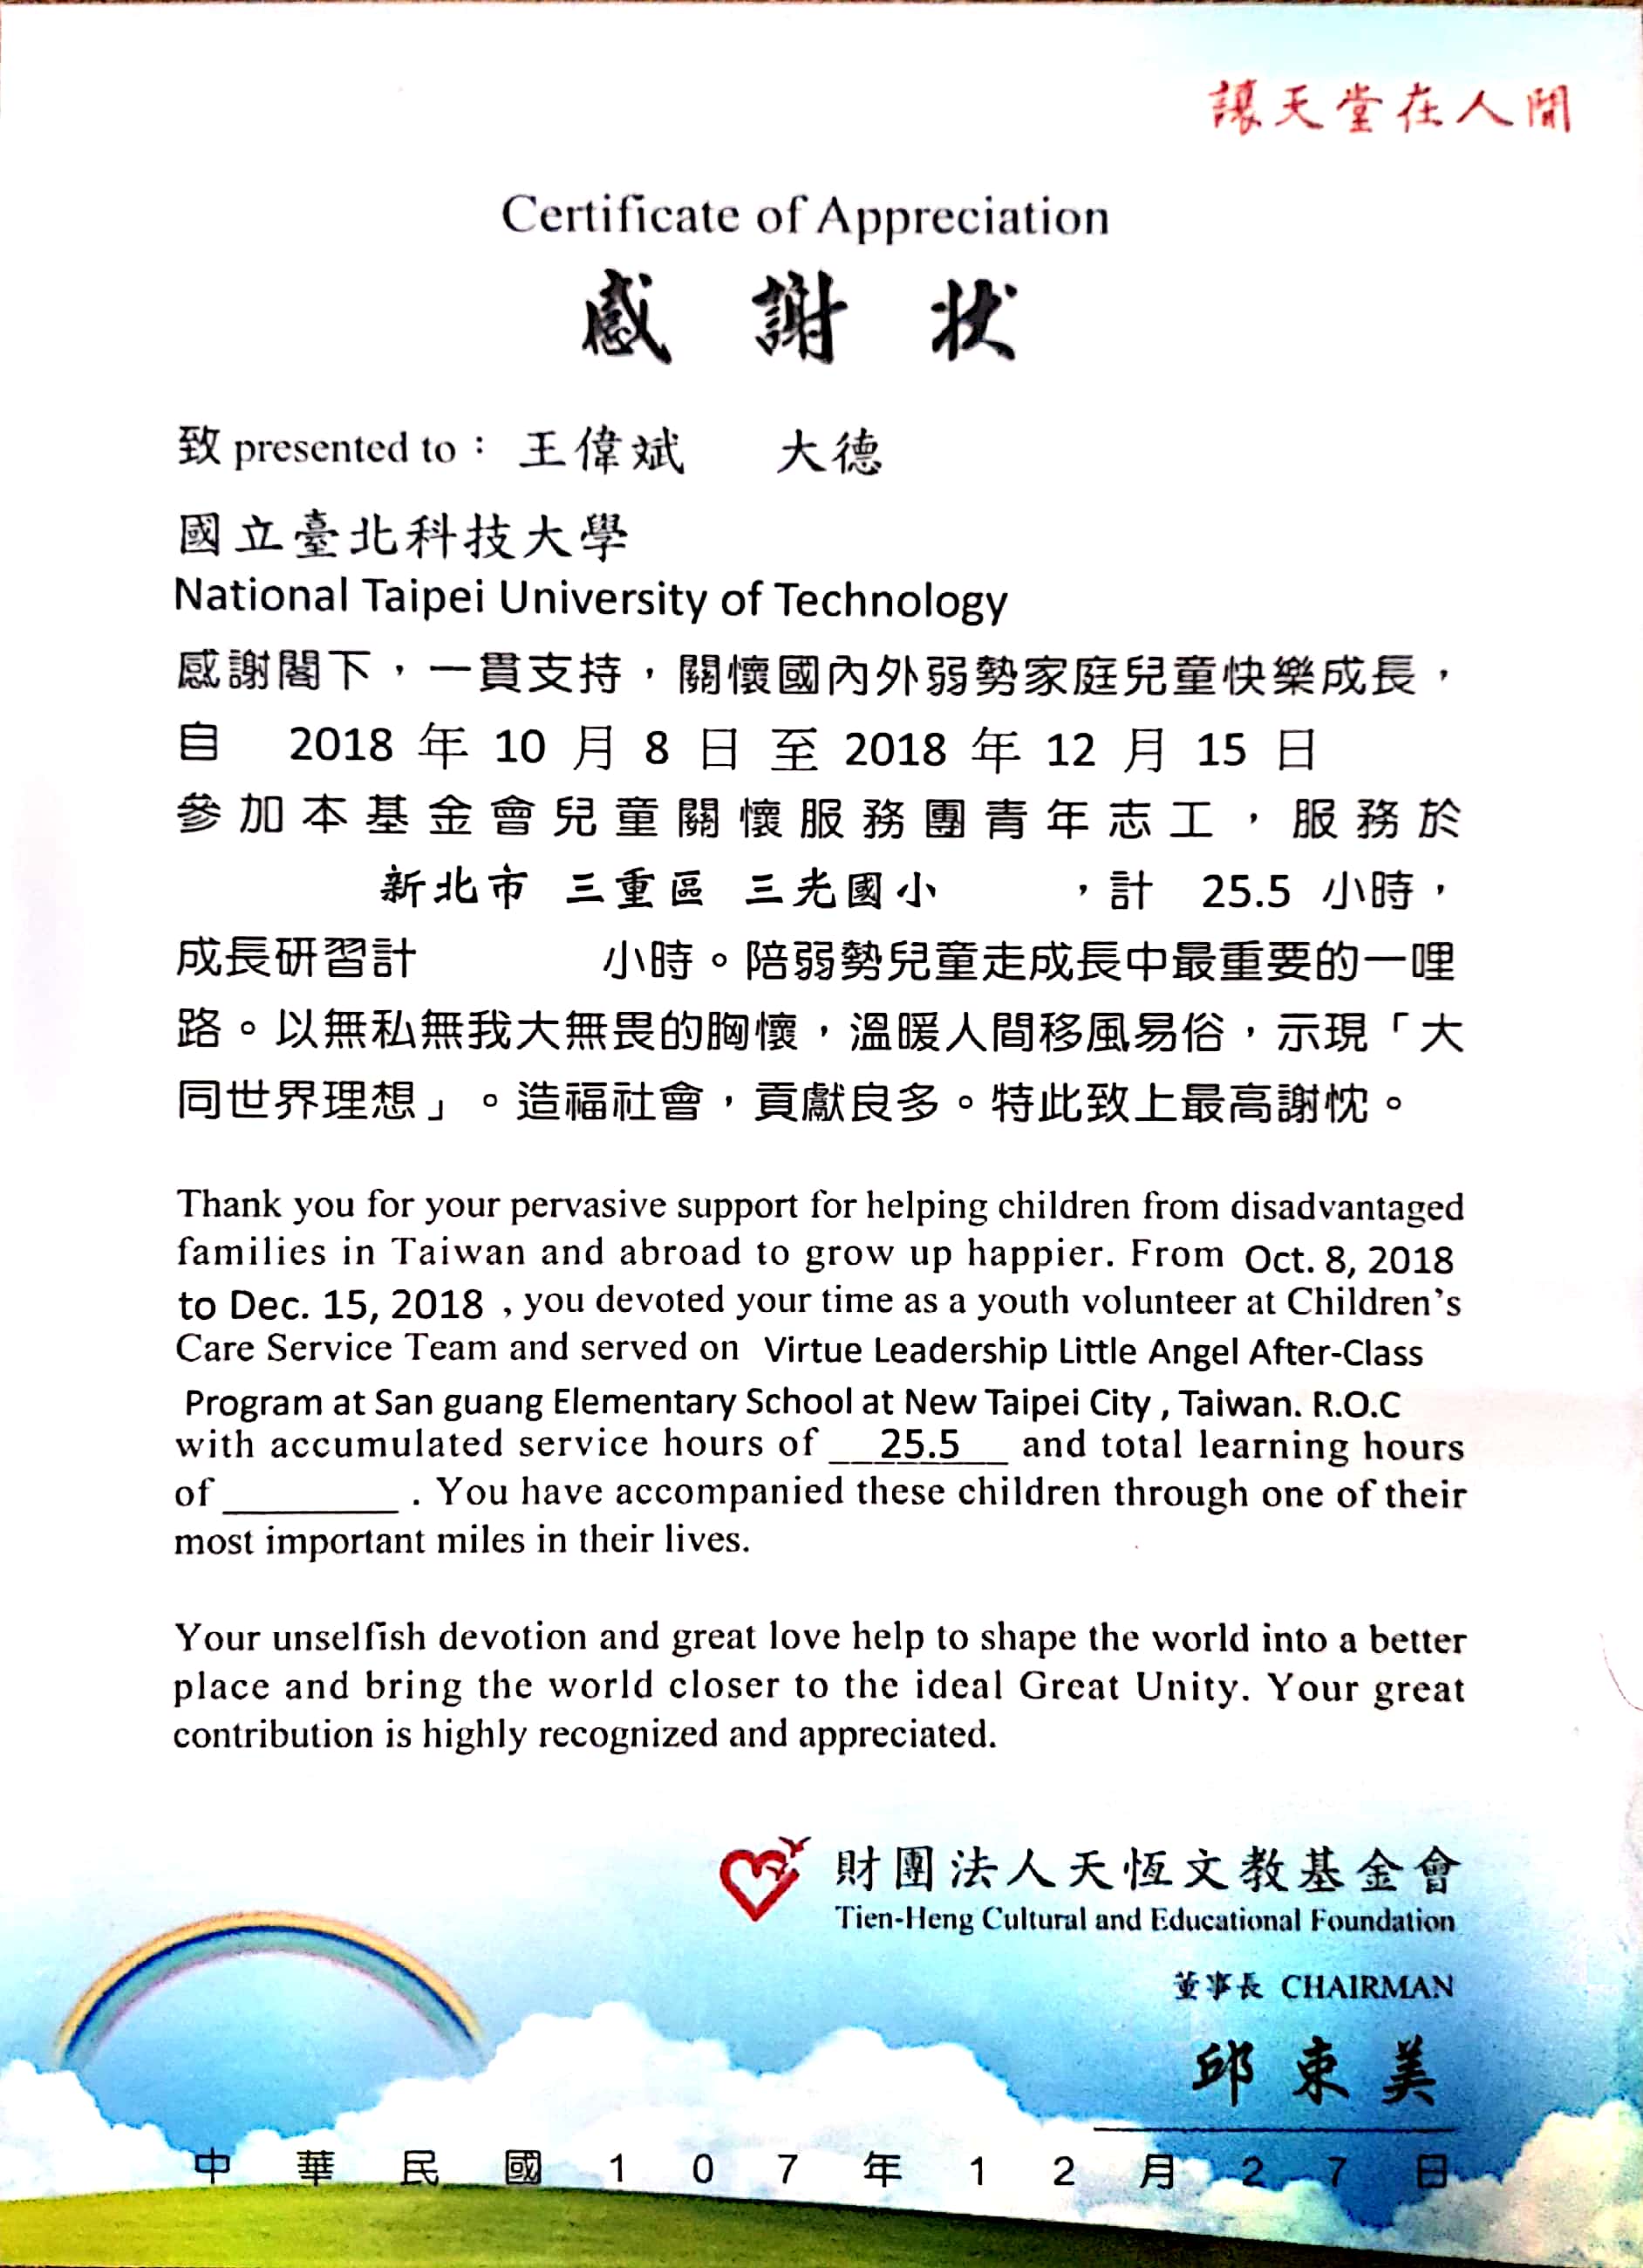 讓天堂在人間
Certificate of Appreciation
感謝狀
致 presented to：王偉斌 大德
國立臺北科技大學
National Taipei University of Technology
感謝閣下，一貫支持，關懷國內外弱勢家庭兒童快樂成長，
自 2018 年 10 月 8 日 至 2018 年 12 月 15 日
參加本基金會兒童關懷服務團青年志工，服務於
新北市 三重區 三光國小 ，計 25.5 小時，
成長研習計 小時。陪弱勢兒童走成長中最重要的一哩
路。以無私無我大無畏的胸懷，溫暖人間移風易俗，示現「大
同世界理想」。造福社會，貢獻良多。特此致上最高謝忱。
Thank you for your pervasive support for helping children from disadvantaged
families in Taiwan and abroad to grow up happier. From Oct. 8, 2018
to Dec. 15, 2018 , you devoted your time as a youth volunteer at Children's
Care Service Team and served on Virtue Leadership Little Angel After-Class
Program at San guang Elementary School at New Taipei City , Taiwan. R.O.C
with accumulated service hours of __25.5__ and total learning hours
of ________ . You have accompanied these children through one of their
most important miles in their lives.
Your unselfish devotion and great love help to shape the world into a better
place and bring the world closer to the ideal Great Unity. Your great
contribution is highly recognized and appreciated.
財團法人天恆文教基金會
Tien-Heng Cultural and Educational Foundation
董事長 CHAIRMAN
邱東美
中華民國107年12月27日